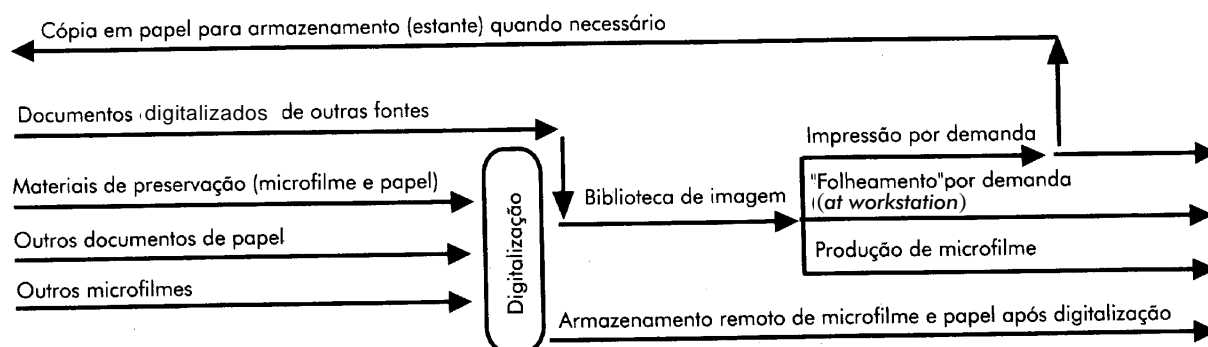 Cópia em papel para armazenamento (estante) quando necessário
Documentos digitalizados de outras fontes
Impressão por demanda
Materiais de preservação (microfilme e papel)
"Folheamento"por demanda
(at workstation)
Biblioteca de imagem
Digitalização
Outros documentos de papel
Produção de microfilme
Outros microfilmes
Armazenamento remoto de microfilme e papel após digitalização